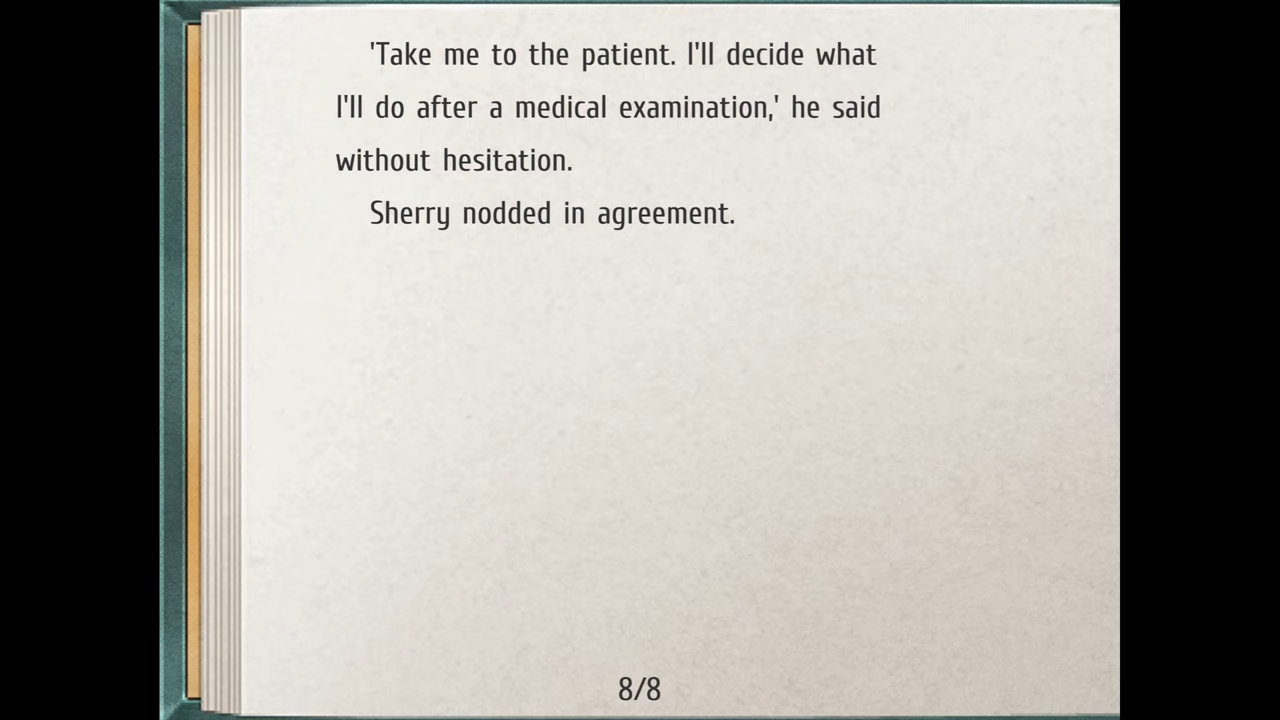 'Take me to the patient. I'll decide what
I'll do after a medical examination,' he said
without hesitation.
Sherry nodded in agreement.
8/8